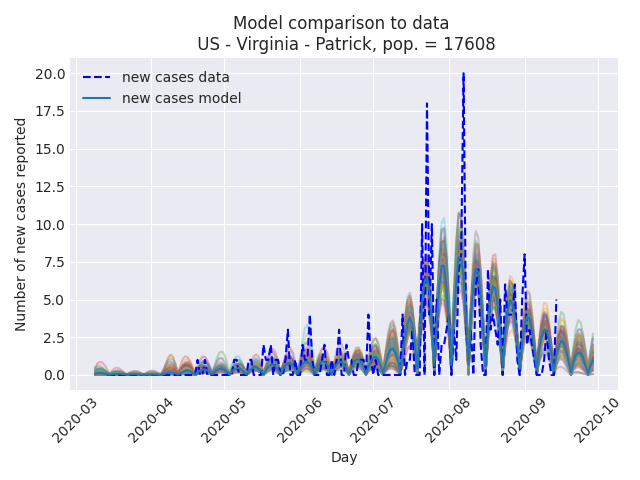 Model comparison to data
US - Virginia - Patrick, pop. = 17608
20.0
17.5
15.0
12.5
10.0
7.5
5.0
2.5
0.0
Number of new cases reported
new cases data
new cases model
2020-03
2020-04
2020-05
2020-06
2020-07
2020-08
2020-09
2020-10
Day